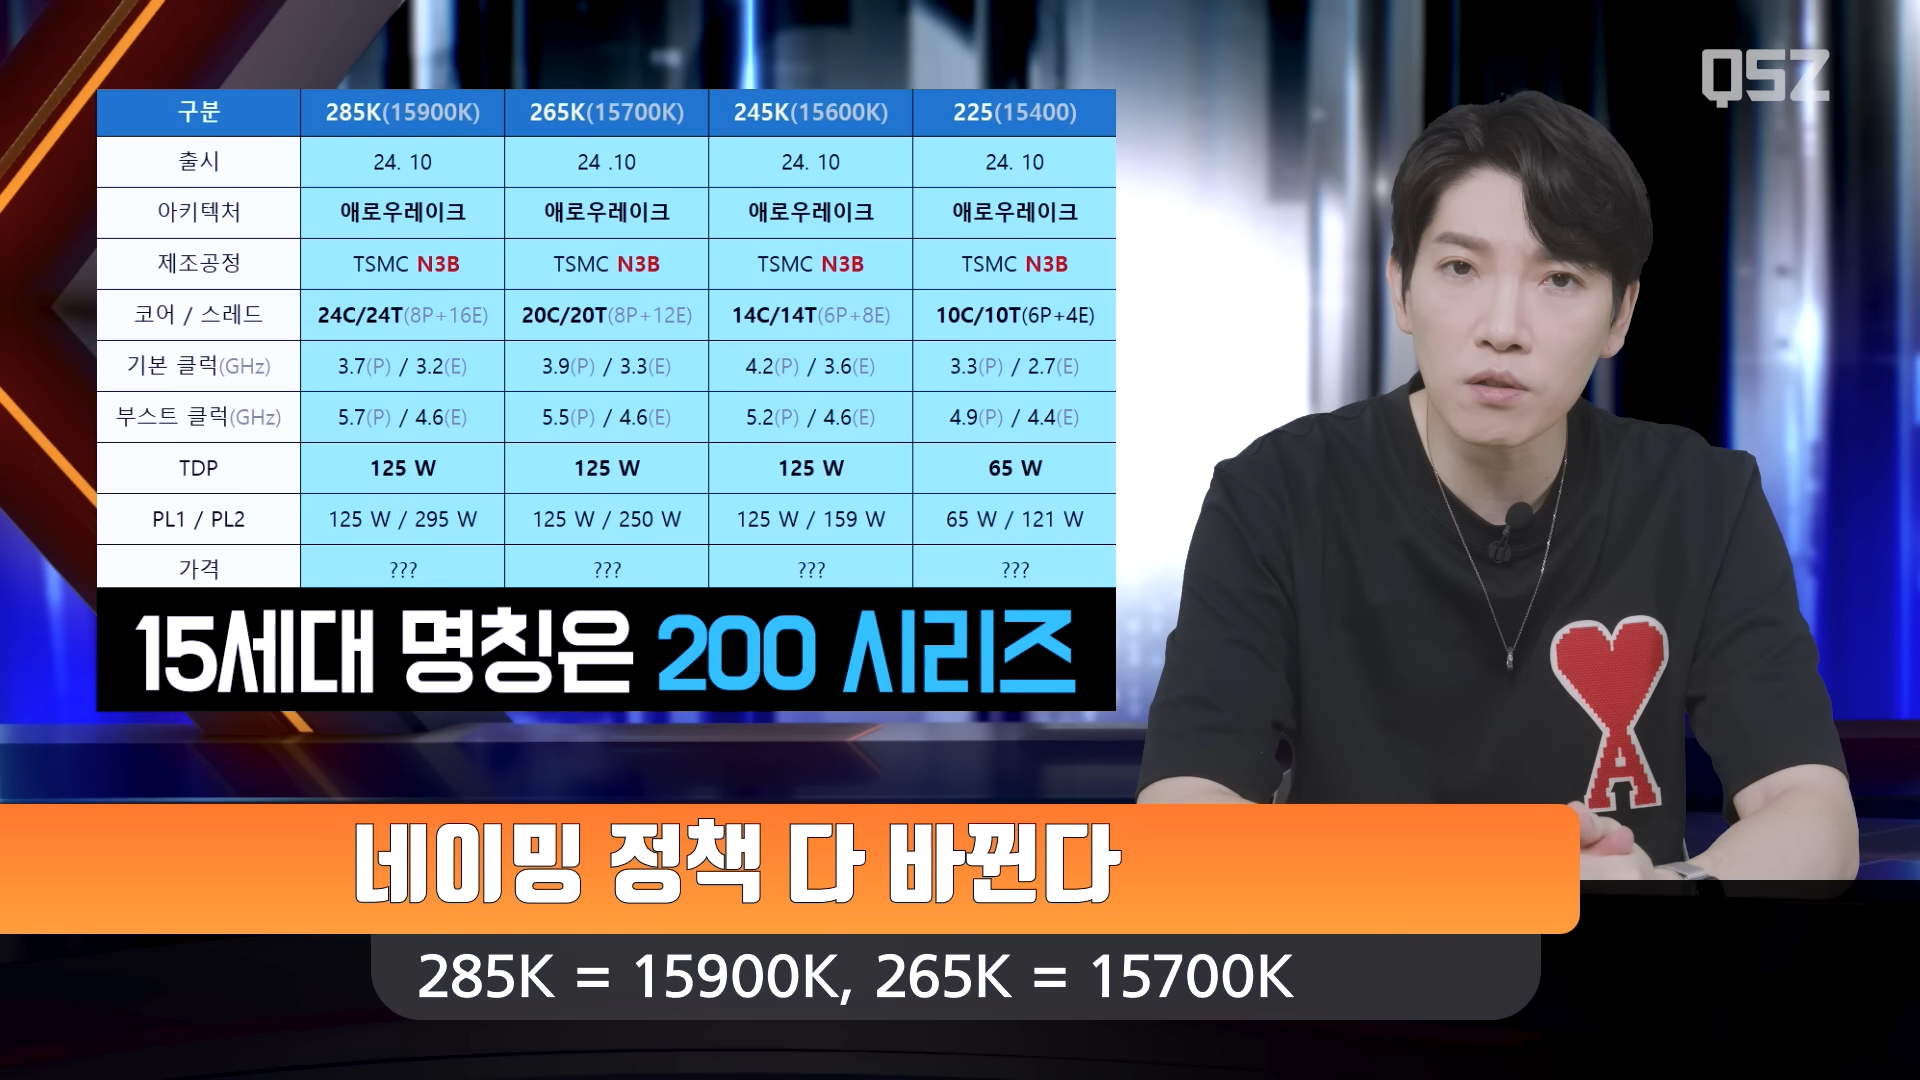 QSZ
구분 285K(15900K) 265K(15700K) 245K(15600K) 225(15400)
출시 24. 10 24 .10 24. 10 24. 10
아키텍처 애로우레이크 애로우레이크 애로우레이크 애로우레이크
제조공정 TSMC N3B TSMC N3B TSMC N3B TSMC N3B
코어 / 스레드 24C/24T(8P+16E) 20C/20T(8P+12E) 14C/14T(6P+8E) 10C/10T(6P+4E)
기본 클럭(GHz) 3.7(P) / 3.2(E) 3.9(P) / 3.3(E) 4.2(P) / 3.6(E) 3.3(P) / 2.7(E)
부스트 클럭(GHz) 5.7(P) / 4.6(E) 5.5(P) / 4.6(E) 5.2(P) / 4.6(E) 4.9(P) / 4.4(E)
TDP 125 W 125 W 125 W 65 W
PL1 / PL2 125 W / 295 W 125 W / 250 W 125 W / 159 W 65 W / 121 W
가격 ??? ??? ??? ???
15세대 명칭은 200 시리즈
A
네이밍 정책 다 바뀐다
285K = 15900K, 265K = 15700K